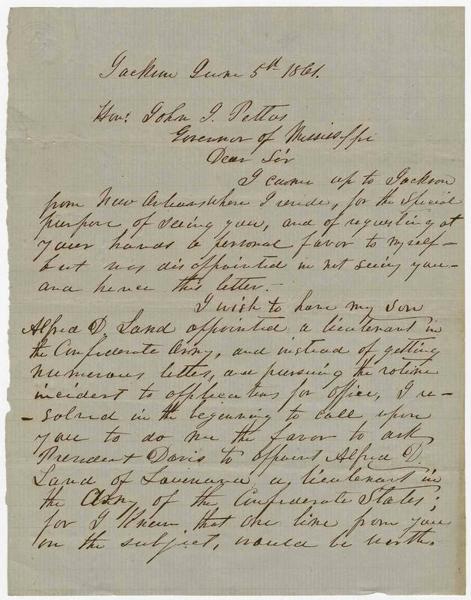 Jackson June 5th 1861.
Hon: John J. Pettus
Governor of Mississippi
Dear Sir
I came up to Jackson
from New Orleans where I reside, for the special
purpose of seeing you, and of requesting at
your hands a personal favor to myself—
but was disappointed in not seeing you—
and hence this letter.
I wish to have my son
Alfred D. Land appointed a lieutenant in
the Confederate Army, and instead of getting
numerous letters, and pursuing the rotine
incident to applications for office, I re-
solved in the beginning to call upon
you to do me the favor to ask
President Davis to appoint Alfred D.
Land of Louisiana a lieutenant in
the Army of the Confederate States;
for I know that one line from you
on the subject, would be worth